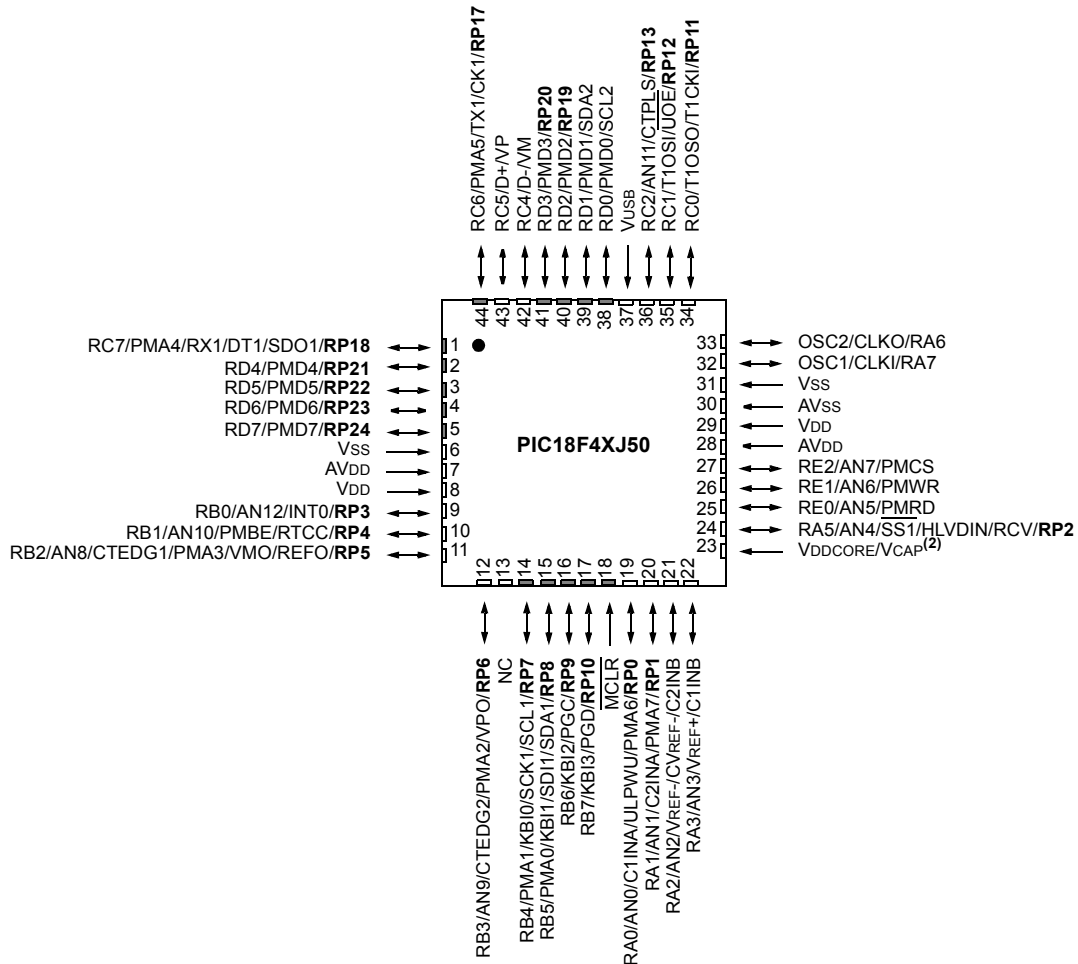 RC6/PMA5/TX1/CK1/RP17
RC5/D+/VP
RC4/D-/VM
RD3/PMD3/RP20
RD2/PMD2/RP19
RD1/PMD1/SDA2
RD0/PMD0/SCL2
VUSB
RC2/AN11/CTPLS/RP13
RC1/T1OSI/UOE/RP12
RC0/T1OSO/T1CKI/RP11
44
43
42
41
40
39
38
37
36
35
34
RC7/PMA4/RX1/DT1/SDO1/RP18 1
RD4/PMD4/RP21 2
RD5/PMD5/RP22 3
RD6/PMD6/RP23 4
RD7/PMD7/RP24 5
VSS 6
AVDD 7
VDD 8
RB0/AN12/INT0/RP3 9
RB1/AN10/PMBE/RTCC/RP4 10
RB2/AN8/CTEDG1/PMA3/VMO/REFO/RP5 11
PIC18F4XJ50
33 OSC2/CLKO/RA6
32 OSC1/CLKI/RA7
31 VSS
30 AVSS
29 VDD
28 AVDD
27 RE2/AN7/PMCS
26 RE1/AN6/PMWR
25 RE0/AN5/PMRD
24 RA5/AN4/SS1/HLVDIN/RCV/RP2
23 VDDCORE/VCAP(2)
12
13
14
15
16
17
18
19
20
21
22
RB3/AN9/CTEDG2/PMA2/VPO/RP6
NC
RB4/PMA1/KBI0/SCK1/SCL1/RP7
RB5/PMA0/KBI1/SDI1/SDA1/RP8
RB6/KBI2/PGC/RP9
RB7/KBI3/PGD/RP10
MCLR
RA0/AN0/C1INA/ULPWU/PMA6/RP0
RA1/AN1/C2INA/PMA7/RP1
RA2/AN2/VREF-/CVREF-/C2INB
RA3/AN3/VREF+/C1INB